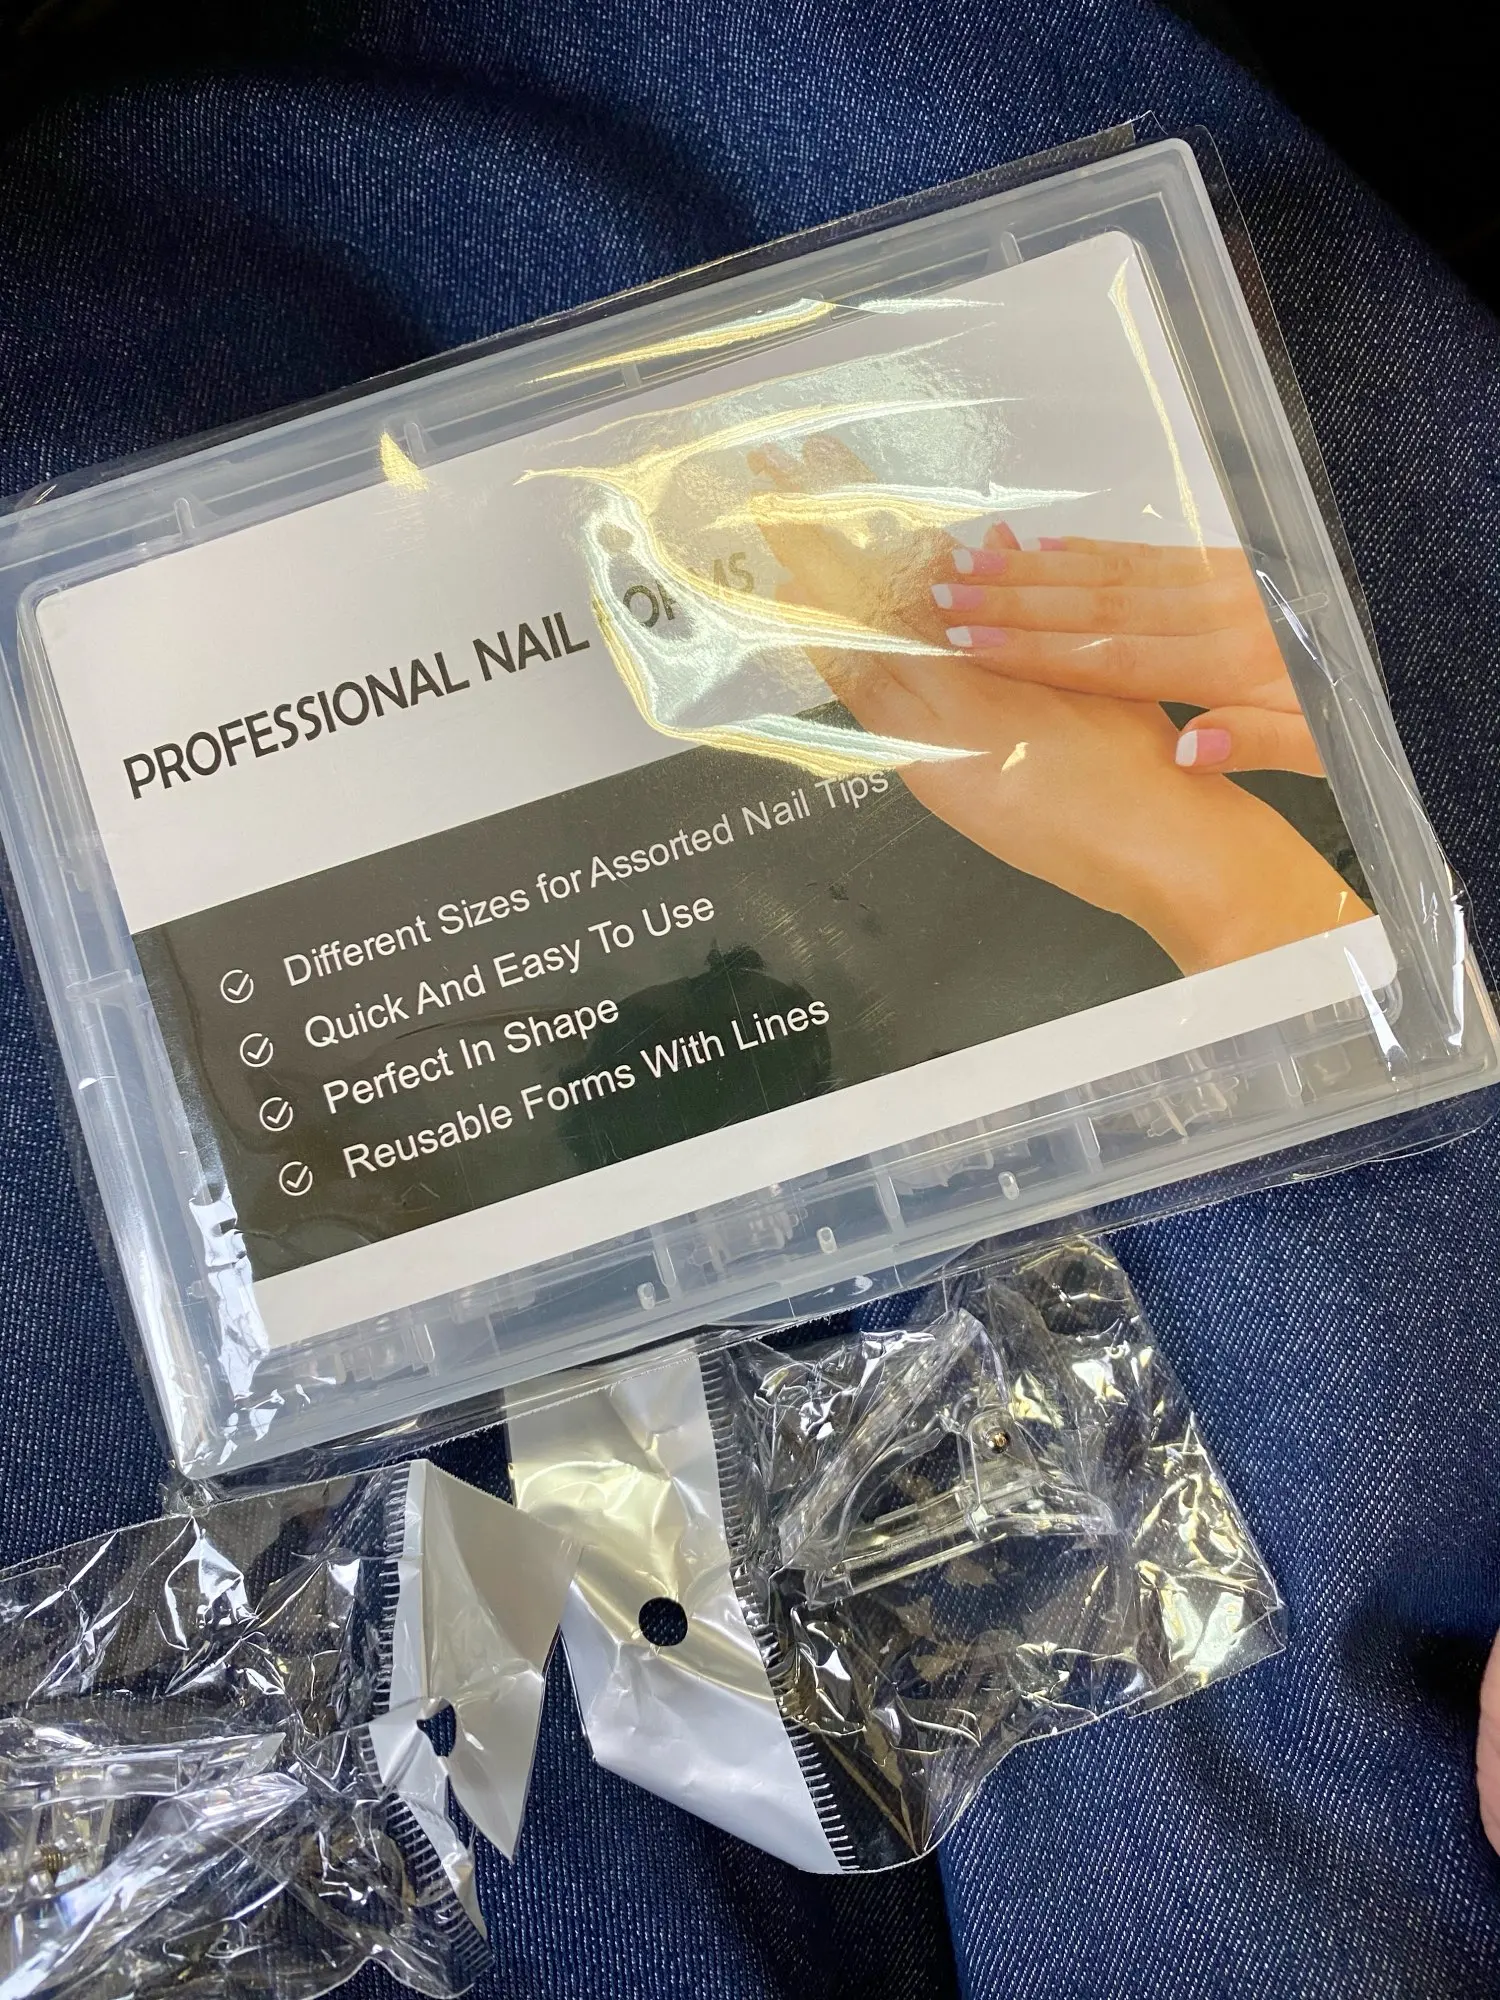 PROFESSIONAL NAIL FORMS
Different Sizes for Assorted Nail Tips
Quick And Easy To Use
Perfect In Shape
Reusable Forms With Lines